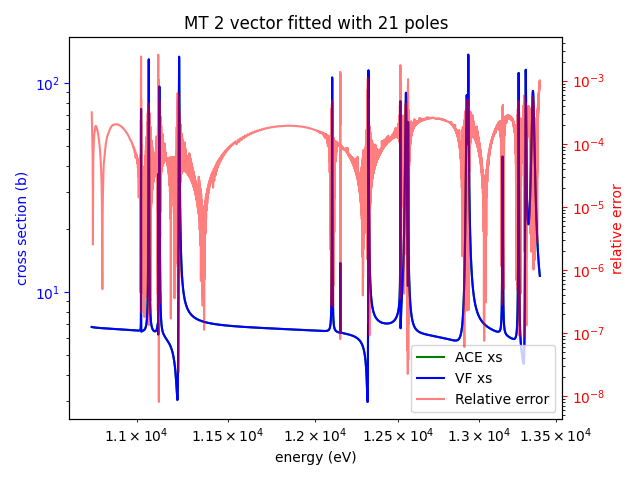 MT 2 vector fitted with 21 poles
10²
10¹
cross section (b)
10⁻³
10⁻⁴
10⁻⁵
10⁻⁶
10⁻⁷
10⁻⁸
relative error
ACE xs
VF xs
Relative error
1.1 × 10⁴ 1.15 × 10⁴ 1.2 × 10⁴ 1.25 × 10⁴ 1.3 × 10⁴ 1.35 × 10⁴
energy (eV)